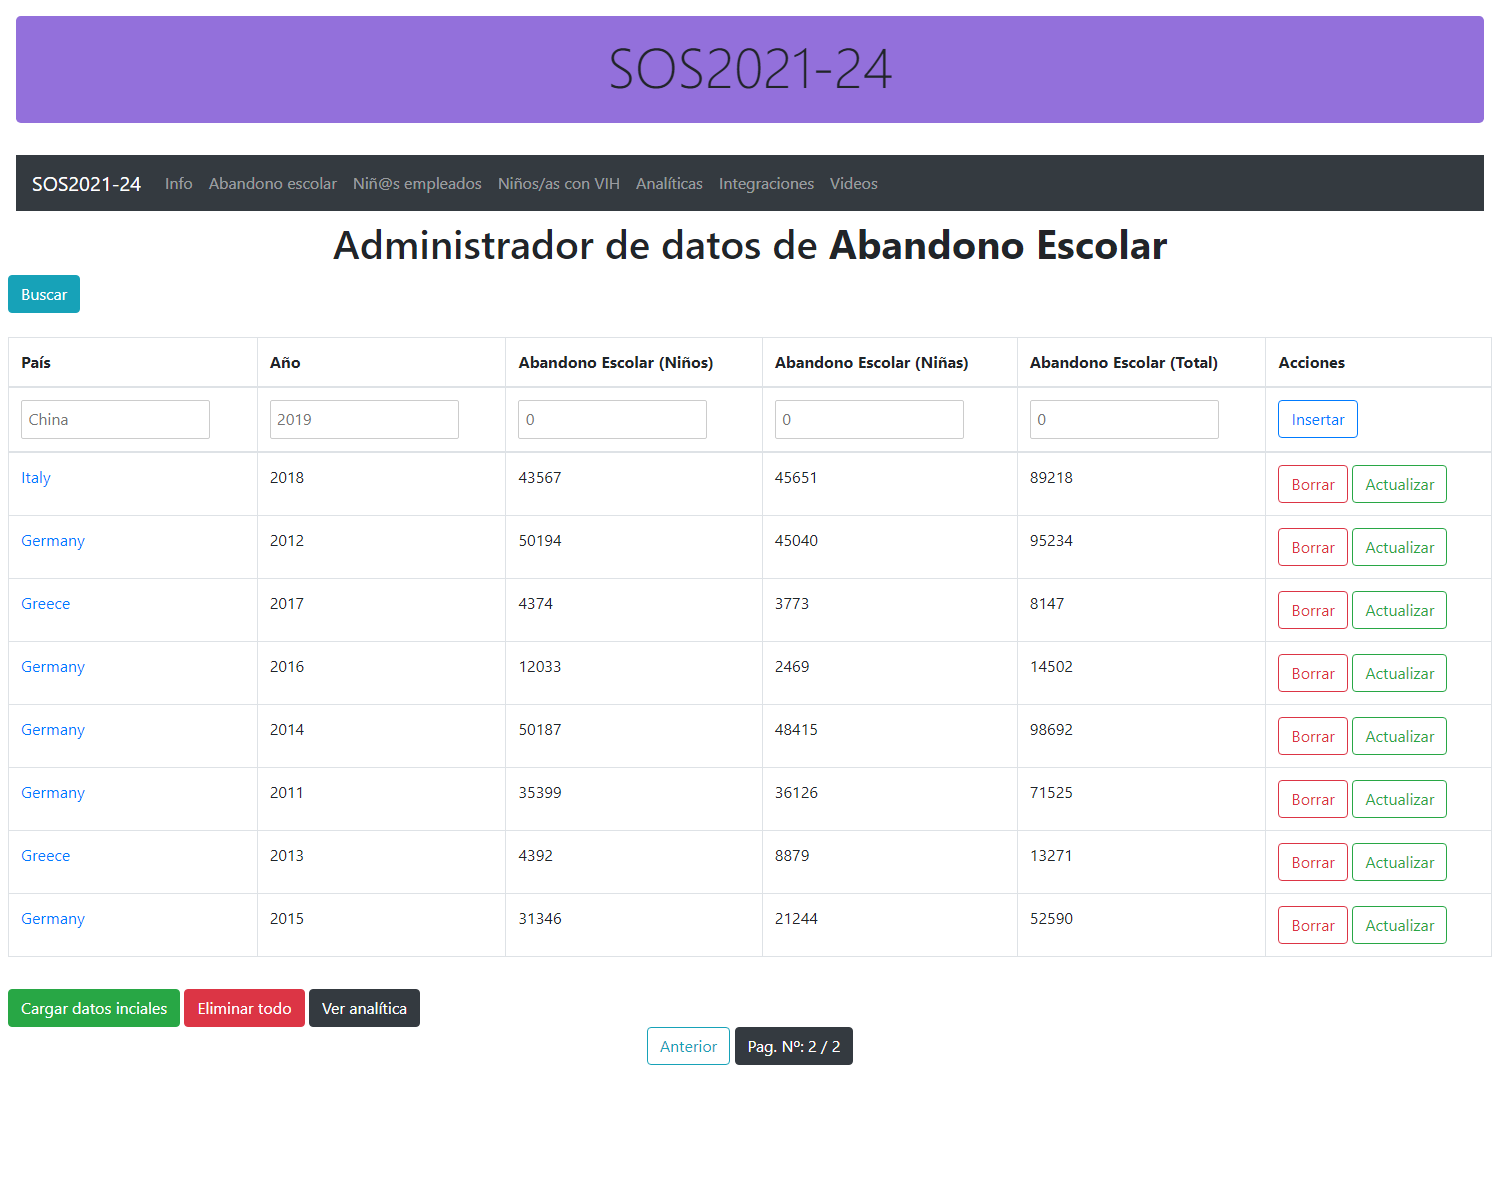 SOS2021-24
SOS2021-24 Info Abandono escolar Niñ@s empleados Niños/as con VIH Analíticas Integraciones Videos
Administrador de datos de Abandono Escolar
Buscar
País Año Abandono Escolar (Niños) Abandono Escolar (Niñas) Abandono Escolar (Total) Acciones
China 2019 0 0 0 Insertar
Italy 2018 43567 45651 89218 Borrar Actualizar
Germany 2012 50194 45040 95234 Borrar Actualizar
Greece 2017 4374 3773 8147 Borrar Actualizar
Germany 2016 12033 2469 14502 Borrar Actualizar
Germany 2014 50187 48415 98692 Borrar Actualizar
Germany 2011 35399 36126 71525 Borrar Actualizar
Greece 2013 4392 8879 13271 Borrar Actualizar
Germany 2015 31346 21244 52590 Borrar Actualizar
Cargar datos inciales Eliminar todo Ver analítica
Anterior Pag. Nº: 2 / 2